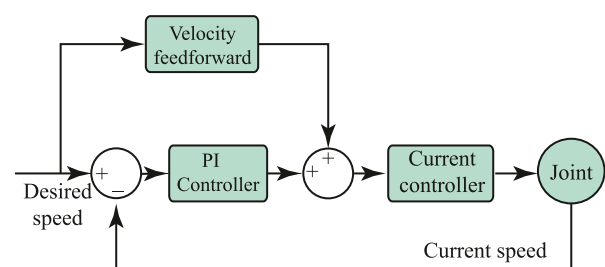 Velocity
feedforward
+
+
−
Desired
speed
PI
Controller
+
Current
controller
Joint
Current speed